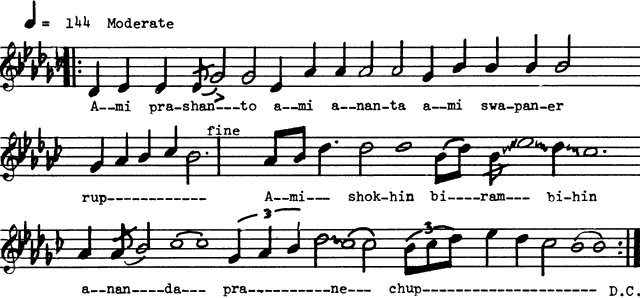 = 144 Moderate
A--mi pra-shan---to a--mi a--nan-ta a--mi swa-pan-er
fine
rup------------ A--mi--- shok-hin bi----ram--- bi-hin
3 3
a--nan---da--- pra----------ne--- chup------------------------
D.C.